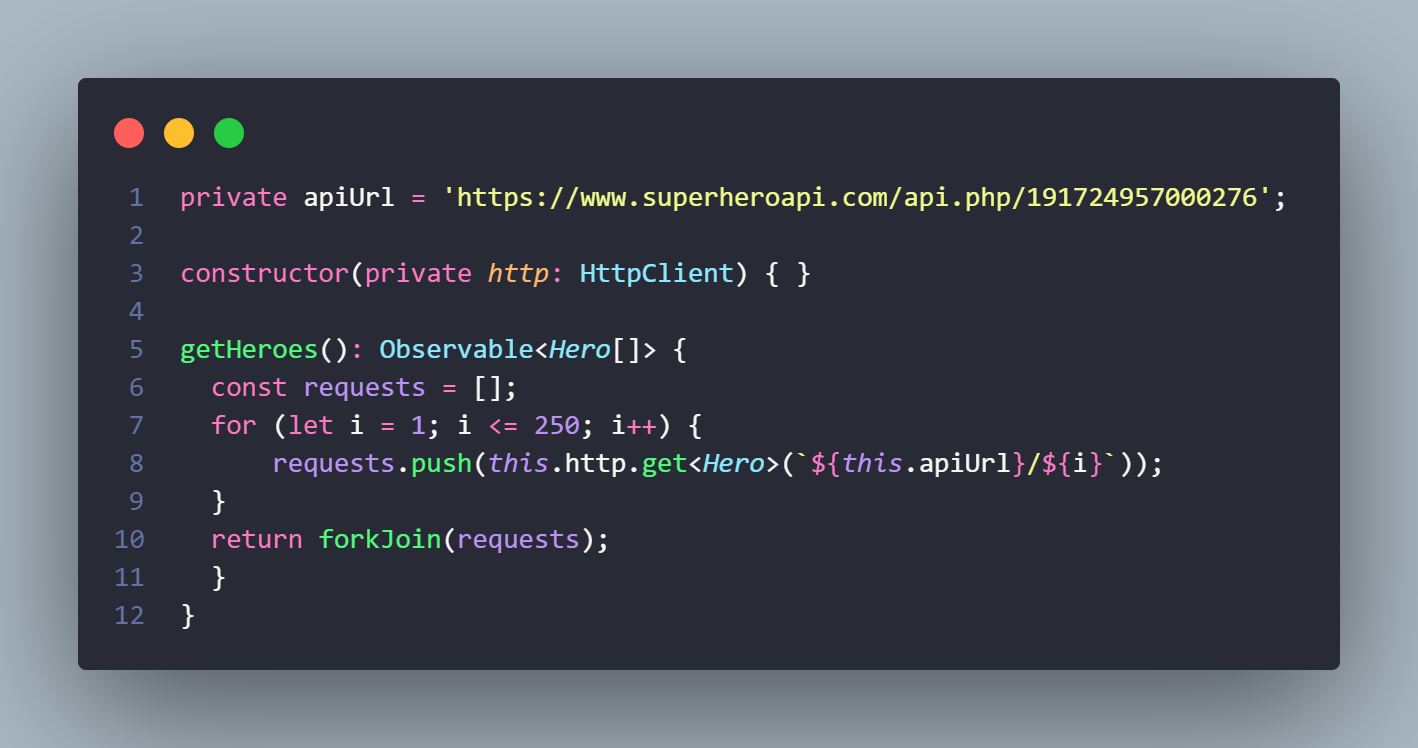 1 private apiUrl = 'https://www.superheroapi.com/api.php/191724957000276';
2
3 constructor(private http: HttpClient) { }
4
5 getHeroes(): Observable<Hero[]> {
6   const requests = [];
7   for (let i = 1; i <= 250; i++) {
8       requests.push(this.http.get<Hero>(`${this.apiUrl}/${i}`));
9   }
10   return forkJoin(requests);
11   }
12 }